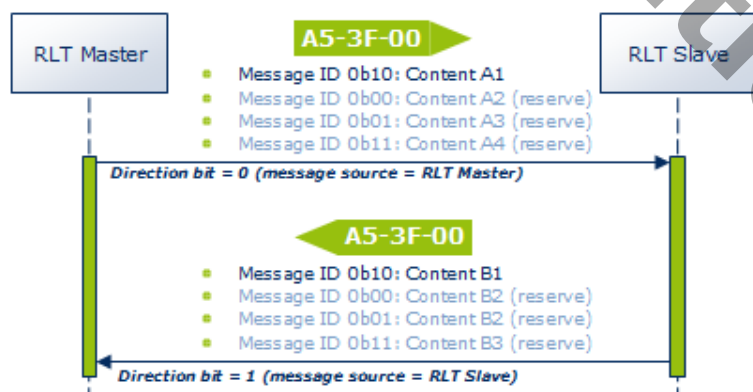 RLT Master
A5-3F-00
RLT Slave
Message ID 0b10: Content A1
Message ID 0b00: Content A2 (reserve)
Message ID 0b01: Content A3 (reserve)
Message ID 0b11: Content A4 (reserve)
Direction bit = 0 (message source = RLT Master)
A5-3F-00
Message ID 0b10: Content B1
Message ID 0b00: Content B2 (reserve)
Message ID 0b01: Content B2 (reserve)
Message ID 0b11: Content B3 (reserve)
Direction bit = 1 (message source = RLT Slave)